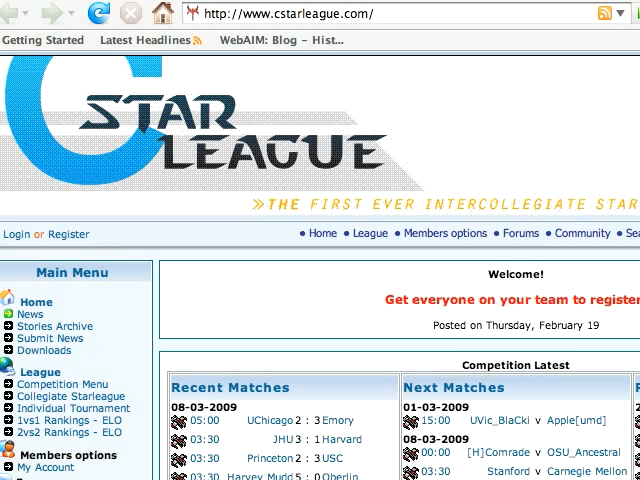 http://www.cstarleague.com/
Getting Started Latest Headlines WebAIM: Blog - Hist...
C
STAR
LEAGUE
THE FIRST EVER INTERCOLLEGIATE STAR
Login or Register
Home League Members options Forums Community Sea
Main Menu
Home
News
Stories Archive
Submit News
Downloads
League
Competition Menu
Collegiate Starleague
Individual Tournament
1vs1 Rankings - ELO
2vs2 Rankings - ELO
Members options
My Account
Welcome!
Get everyone on your team to register
Posted on Thursday, February 19
Competition Latest
Recent Matches
08-03-2009
05:00 UChicago 2 : 3 Emory
03:30 JHU 3 : 1 Harvard
03:30 Princeton 2 : 3 USC
03:30 Harvey Mudd 5 : 0 Oberlin
Next Matches
01-03-2009
15:00 UVic_BlaCki v Apple[umd]
08-03-2009
00:00 [H]Comrade v OSU_Ancestral
03:30 Stanford v Carnegie Mellon